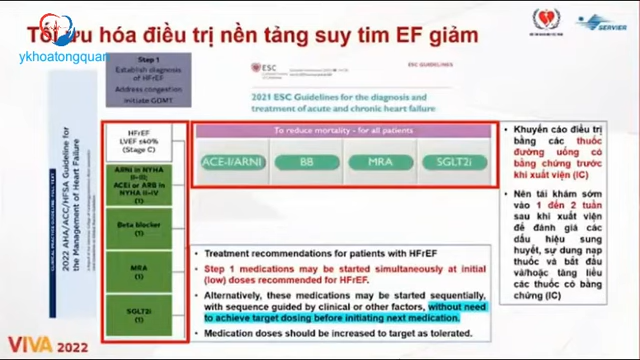 Tối ưu hóa điều trị nền tảng suy tim EF giảm
SERVIER
ykhoatongquan
Step 1
Establish diagnosis
of HFrEF
Address congestion
Initiate GDMT
ESC
ESC GUIDELINES
2021 ESC Guidelines for the diagnosis and
treatment of acute and chronic heart failure
2022 AHA/ACC/HFSA Guideline for
the Management of Heart Failure
HFrEF
LVEF ≤40%
(Stage C)
ARNI in NYHA
II–III;
ACEi or ARB in
NYHA II–IV
(1)
Beta blocker
(1)
MRA
(1)
SGLT2i
(1)
To reduce mortality - for all patients
ACE-I/ARNI
BB
MRA
SGLT2i
• Khuyến cáo điều trị
bằng các thuốc
đường uống có
bằng chứng trước
khi xuất viện (IC)
• Nên tái khám sớm
vào 1 đến 2 tuần
sau khi xuất viện
để đánh giá các
dấu hiệu sung
huyết, sự dung nạp
thuốc và bắt đầu
và/hoặc tăng liều
các thuốc có bằng
chứng (IC)
• Treatment recommendations for patients with HFrEF
• Step 1 medications may be started simultaneously at initial
(low) doses recommended for HFrEF.
• Alternatively, these medications may be started sequentially,
with sequence guided by clinical or other factors, without need
to achieve target dosing before initiating next medication.
• Medication doses should be increased to target as tolerated.
VIVA 2022